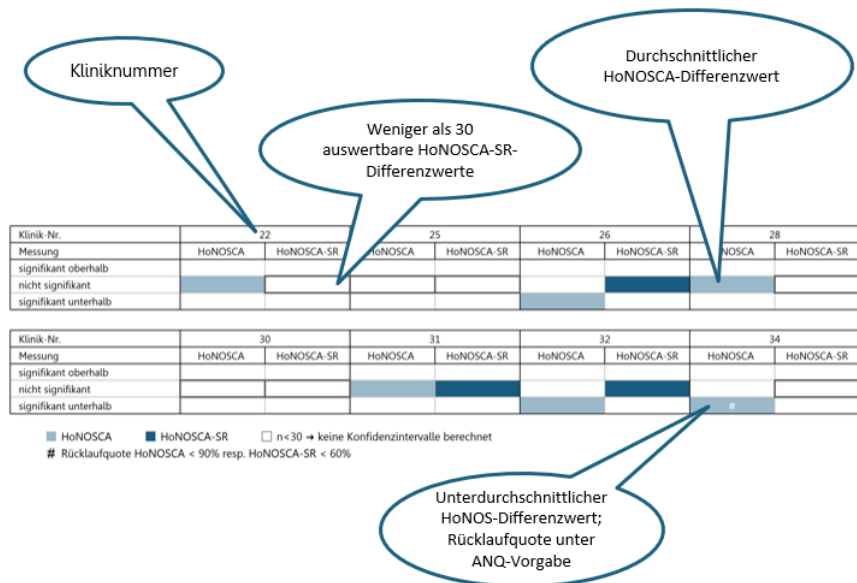 Kliniknummer
Durchschnittlicher
HoNOSCA-Differenzwert
Weniger als 30
auswertbare HoNOSCA-SR-
Differenzwerte
Klinik-Nr. 22 25 26 28
Messung HoNOSCA HoNOSCA-SR HoNOSCA HoNOSCA-SR HoNOSCA HoNOSCA-SR NOSCA HoNOSCA-SR
signifikant oberhalb
nicht signifikant
signifikant unterhalb
Klinik-Nr. 30 31 32 34
Messung HoNOSCA HoNOSCA-SR HoNOSCA HoNOSCA-SR HoNOSCA HoNOSCA-SR HoNOSCA HoNOSCA-SR
signifikant oberhalb
nicht signifikant
signifikant unterhalb #
HoNOSCA HoNOSCA-SR n<30 ➔ keine Konfidenzintervalle berechnet
# Rücklaufquote HoNOSCA < 90% resp. HoNOSCA-SR < 60%
Unterdurchschnittlicher
HoNOS-Differenzwert;
Rücklaufquote unter
ANQ-Vorgabe